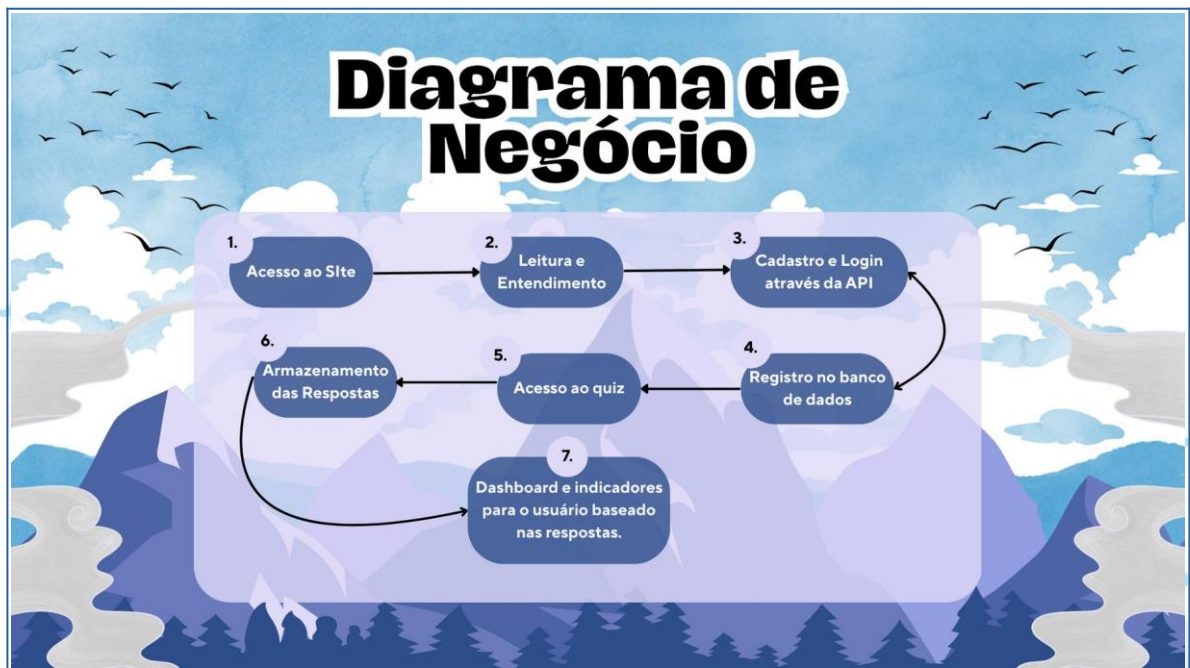 Diagrama de
Negócio
1.
Acesso ao SIte
2.
Leitura e
Entendimento
3.
Cadastro e Login
através da API
4.
Registro no banco
de dados
5.
Acesso ao quiz
6.
Armazenamento
das Respostas
7.
Dashboard e indicadores
para o usuário baseado
nas respostas.